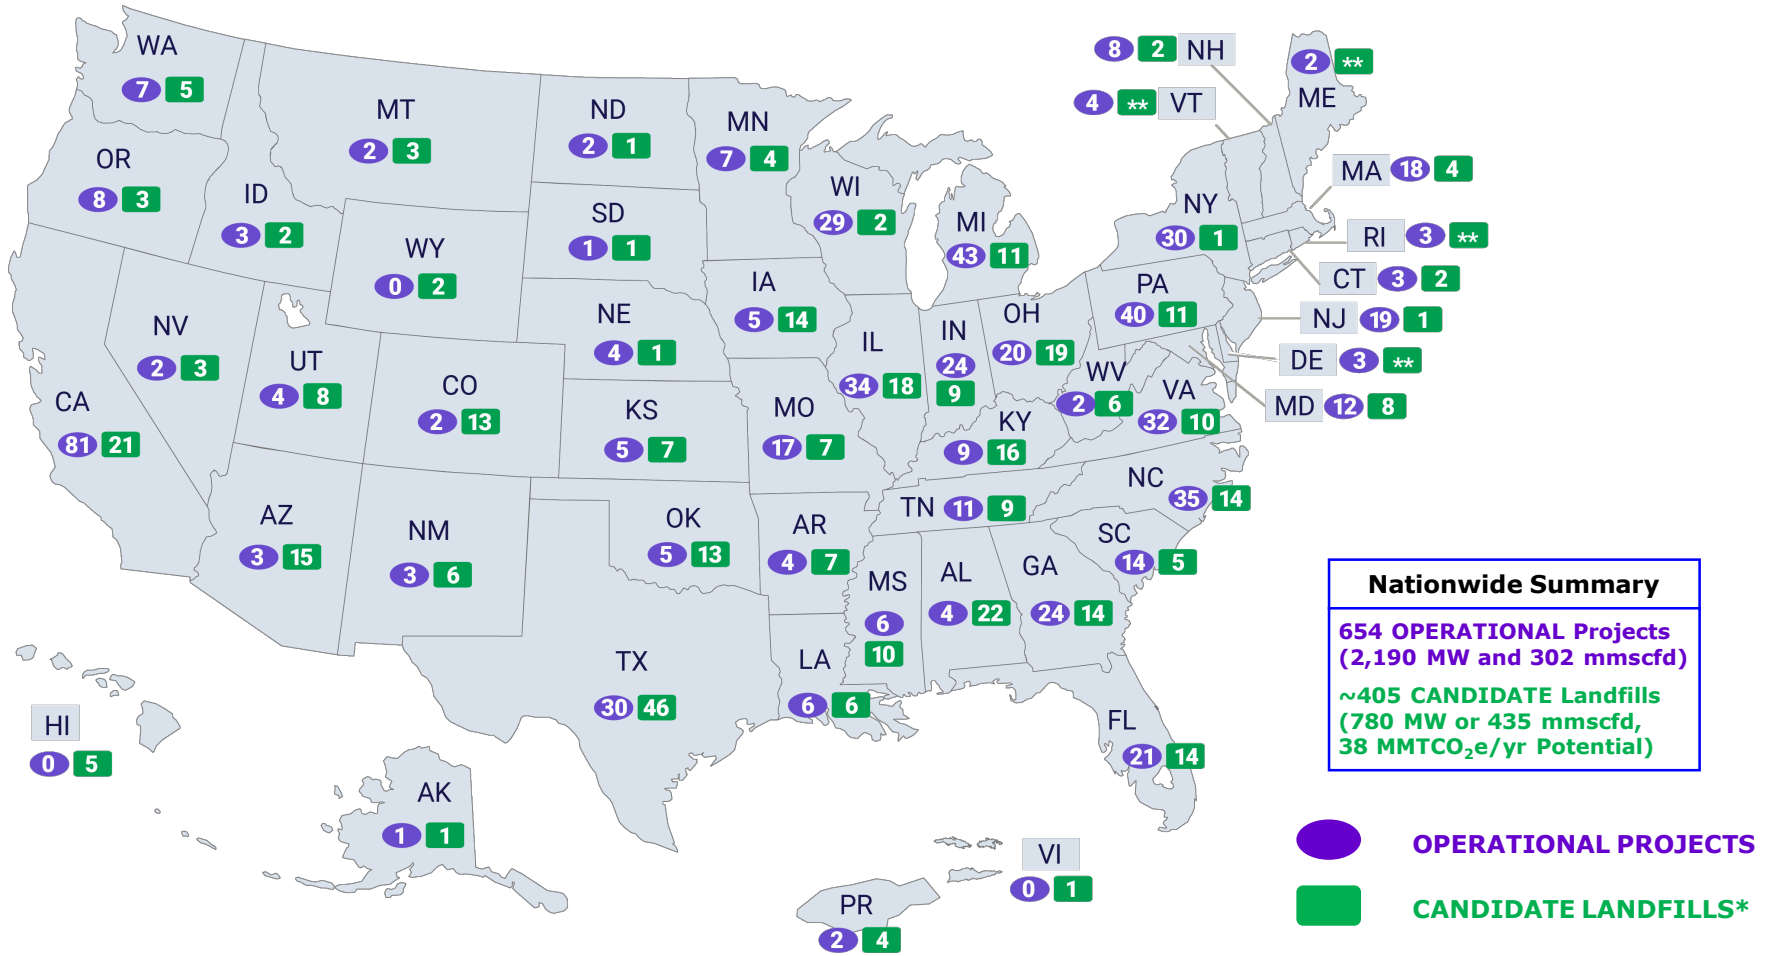 WA
7 5
MT
2 3
ND
2 1
MN
7 4
8 2 NH
4 ** VT
2 **
ME
OR
8 3
ID
3 2
WY
0 2
SD
1 1
WI
29 2
MI
43 11
NY
30 1
MA 18 4
RI 3 **
CT 3 2
NJ 19 1
DE 3 **
MD 12 8
NV
2 3
UT
4 8
CO
2 13
NE
4 1
IA
5 14
IL
34 18
IN
24
9
OH
20 19
PA
40 11
WV
2 6
VA
32 10
CA
81 21
KS
5 7
MO
17 7
KY
9 16
NC
35 14
TN 11 9
SC
14 5
AZ
3 15
NM
3 6
OK
5 13
AR
4 7
MS
6
10
AL
4 22
GA
24 14
TX
30 46
LA
6 6
FL
21 14
HI
0 5
AK
1 1
PR
2 4
VI
0 1
Nationwide Summary
654 OPERATIONAL Projects
(2,190 MW and 302 mmscfd)
~405 CANDIDATE Landfills
(780 MW or 435 mmscfd,
38 MMTCO₂e/yr Potential)
OPERATIONAL PROJECTS
CANDIDATE LANDFILLS*